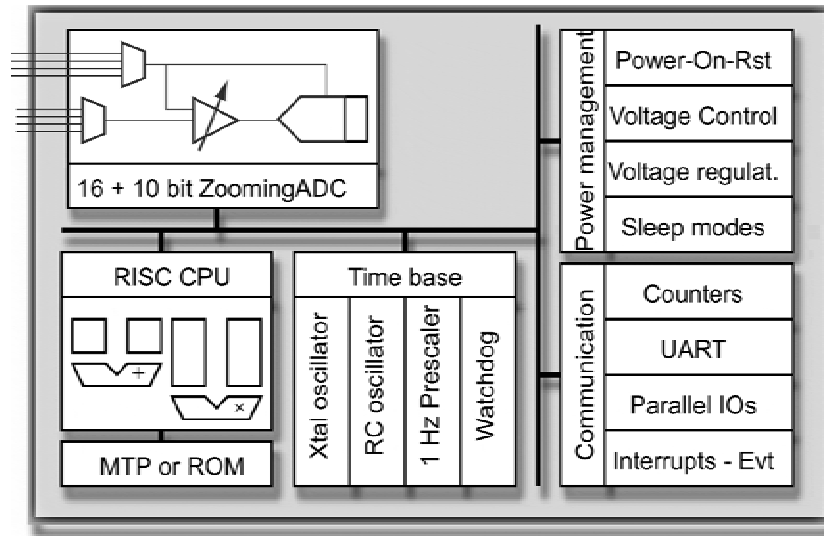 16 + 10 bit ZoomingADC
RISC CPU
+
×
MTP or ROM
Time base
Xtal oscillator
RC oscillator
1 Hz Prescaler
Watchdog
Power management
Power-On-Rst
Voltage Control
Voltage regulat.
Sleep modes
Communication
Counters
UART
Parallel IOs
Interrupts - Evt